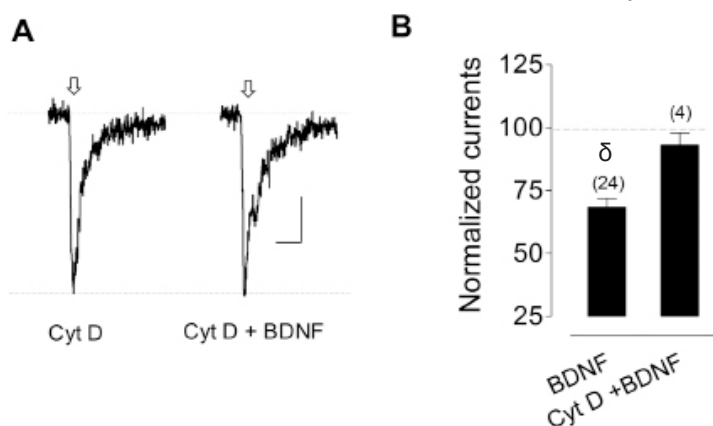 A
Cyt D
Cyt D + BDNF
B
Normalized currents
125
100
75
50
25
(4)
δ
(24)
BDNF
Cyt D +BDNF